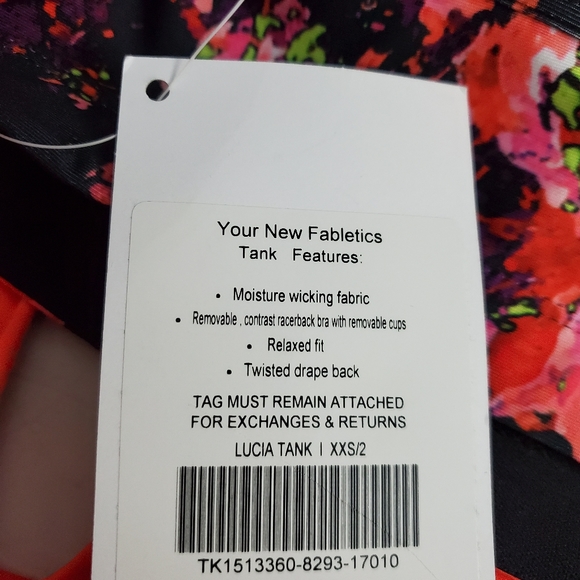 Your New Fabletics
Tank Features:
• Moisture wicking fabric
• Removable , contrast racerback bra with removable cups
• Relaxed fit
• Twisted drape back
TAG MUST REMAIN ATTACHED
FOR EXCHANGES & RETURNS
LUCIA TANK | XXS/2
TK1513360-8293-17010